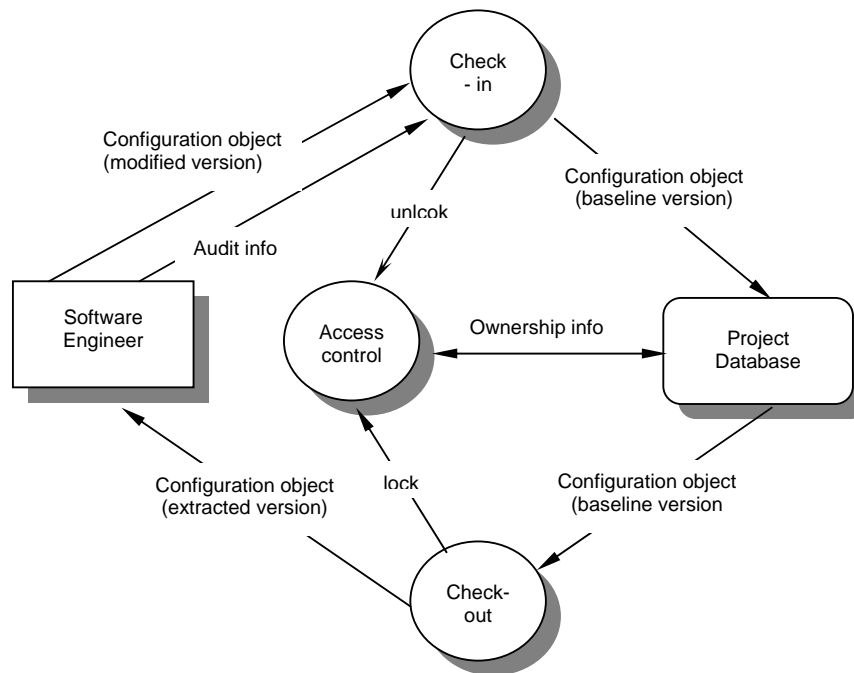 Check
- in
Configuration object
(modified version)
Configuration object
(baseline version)
unlcok
Audit info
Software
Engineer
Access
control
Ownership info
Project
Database
Configuration object
(extracted version)
lock
Configuration object
(baseline version
Check-
out